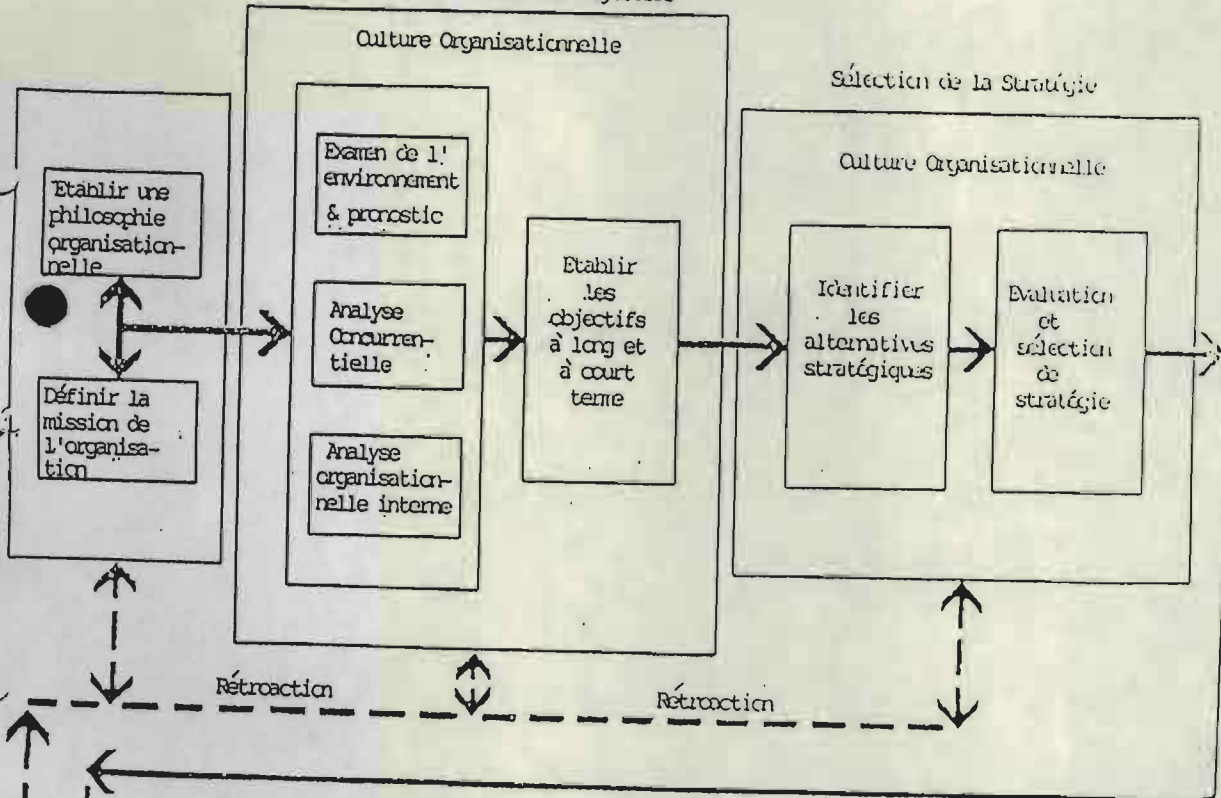 Culture Organisationnelle
Sélection de la Stratégie
Culture Organisationnelle
Etablir une
philosophie
organisation-
nelle
Définir la
mission de
l'organisa-
tion
Examen de l'
environnement
& pronostic
Analyse
Concurren-
tielle
Analyse
organisation-
nelle interne
Etablir
les
objectifs
à long et
à court
terme
Identifier
les
alternatives
stratégiques
Evaluation
et
sélection
de
stratégie
Rétroaction
Rétroaction